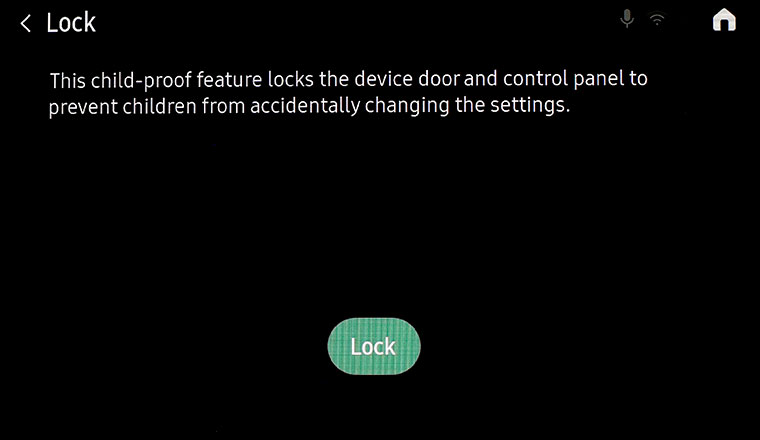 Lock
This child-proof feature locks the device door and control panel to
prevent children from accidentally changing the settings.
Lock